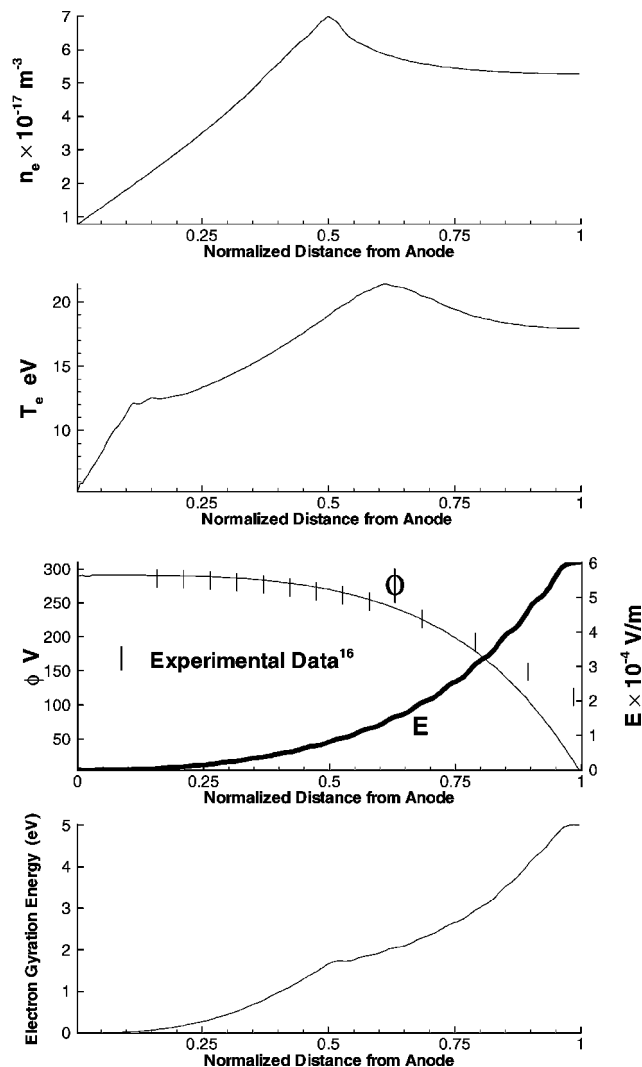 n_e × 10^-17 m^-3
7
6
5
4
3
2
1
0.25 0.5 0.75 1
Normalized Distance from Anode
T_e eV
20
15
10
0.25 0.5 0.75 1
Normalized Distance from Anode
ϕ V
300
250
200
150
100
50
ϕ
| Experimental Data^16
E
6
5
4
3
2
1
0
E × 10^-4 V/m
0 0.25 0.5 0.75 1
Normalized Distance from Anode
Electron Gyration Energy (eV)
5
4
3
2
1
0
0 0.25 0.5 0.75 1
Normalized Distance from Anode